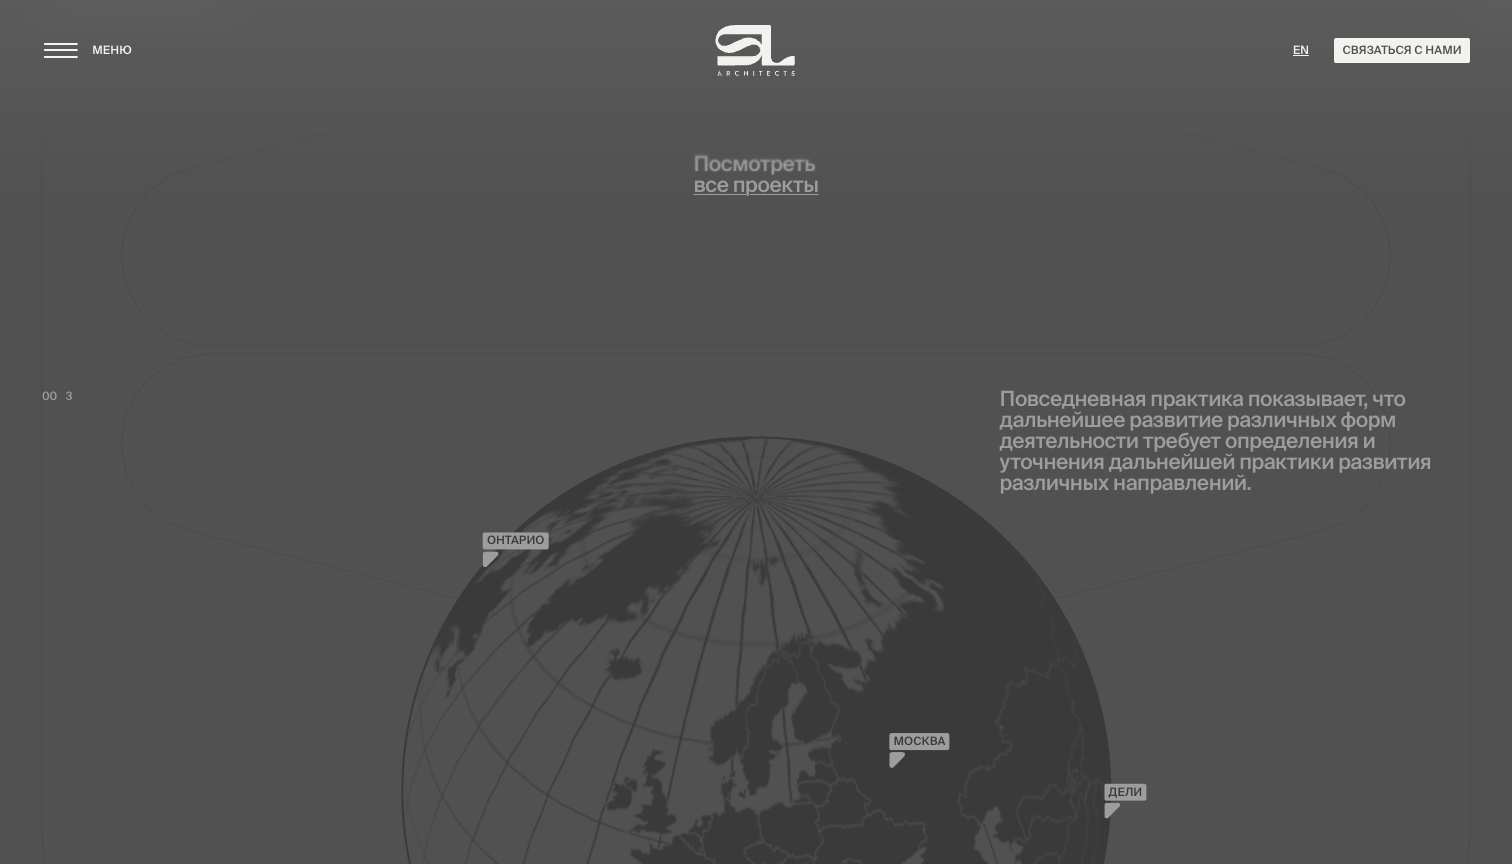 МЕНЮ
SL
ARCHITECTS
EN
СВЯЗАТЬСЯ С НАМИ
Посмотреть
все проекты
00 3
Повседневная практика показывает, что
дальнейшее развитие различных форм
деятельности требует определения и
уточнения дальнейшей практики развития
различных направлений.
ОНТАРИО
МОСКВА
ДЕЛИ